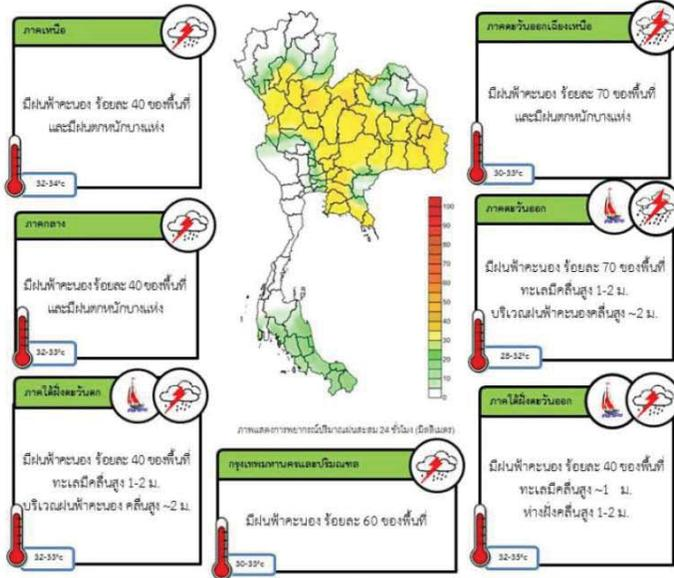 ภาคเหนือ
มีฝนฟ้าคะนอง ร้อยละ 40 ของพื้นที่
และมีฝนตกหนักบางแห่ง
32-34°c
ภาคตะวันออกเฉียงเหนือ
มีฝนฟ้าคะนอง ร้อยละ 70 ของพื้นที่
และมีฝนตกหนักบางแห่ง
30-33°c
ภาคกลาง
มีฝนฟ้าคะนอง ร้อยละ 40 ของพื้นที่
และมีฝนตกหนักบางแห่ง
32-33°c
ภาคตะวันออก
มีฝนฟ้าคะนอง ร้อยละ 70 ของพื้นที่
ทะเลมีคลื่นสูง 1-2 ม.
บริเวณฝนฟ้าคะนองคลื่นสูง ~2 ม.
28-32°c
100
90
80
70
60
50
40
30
20
10
0
ภาพแสดงการพยากรณ์ปริมาณฝนสะสม 24 ชั่วโมง (มิลลิเมตร)
ภาคใต้ฝั่งตะวันตก
มีฝนฟ้าคะนอง ร้อยละ 40 ของพื้นที่
ทะเลมีคลื่นสูง 1-2 ม.
บริเวณฝนฟ้าคะนอง คลื่นสูง ~2 ม.
32-33°c
กรุงเทพมหานครและปริมณฑล
มีฝนฟ้าคะนอง ร้อยละ 60 ของพื้นที่
30-33°c
ภาคใต้ฝั่งตะวันออก
มีฝนฟ้าคะนอง ร้อยละ 40 ของพื้นที่
ทะเลมีคลื่นสูง ~1 ม.
ห่างฝั่งคลื่นสูง 1-2 ม.
32-33°c